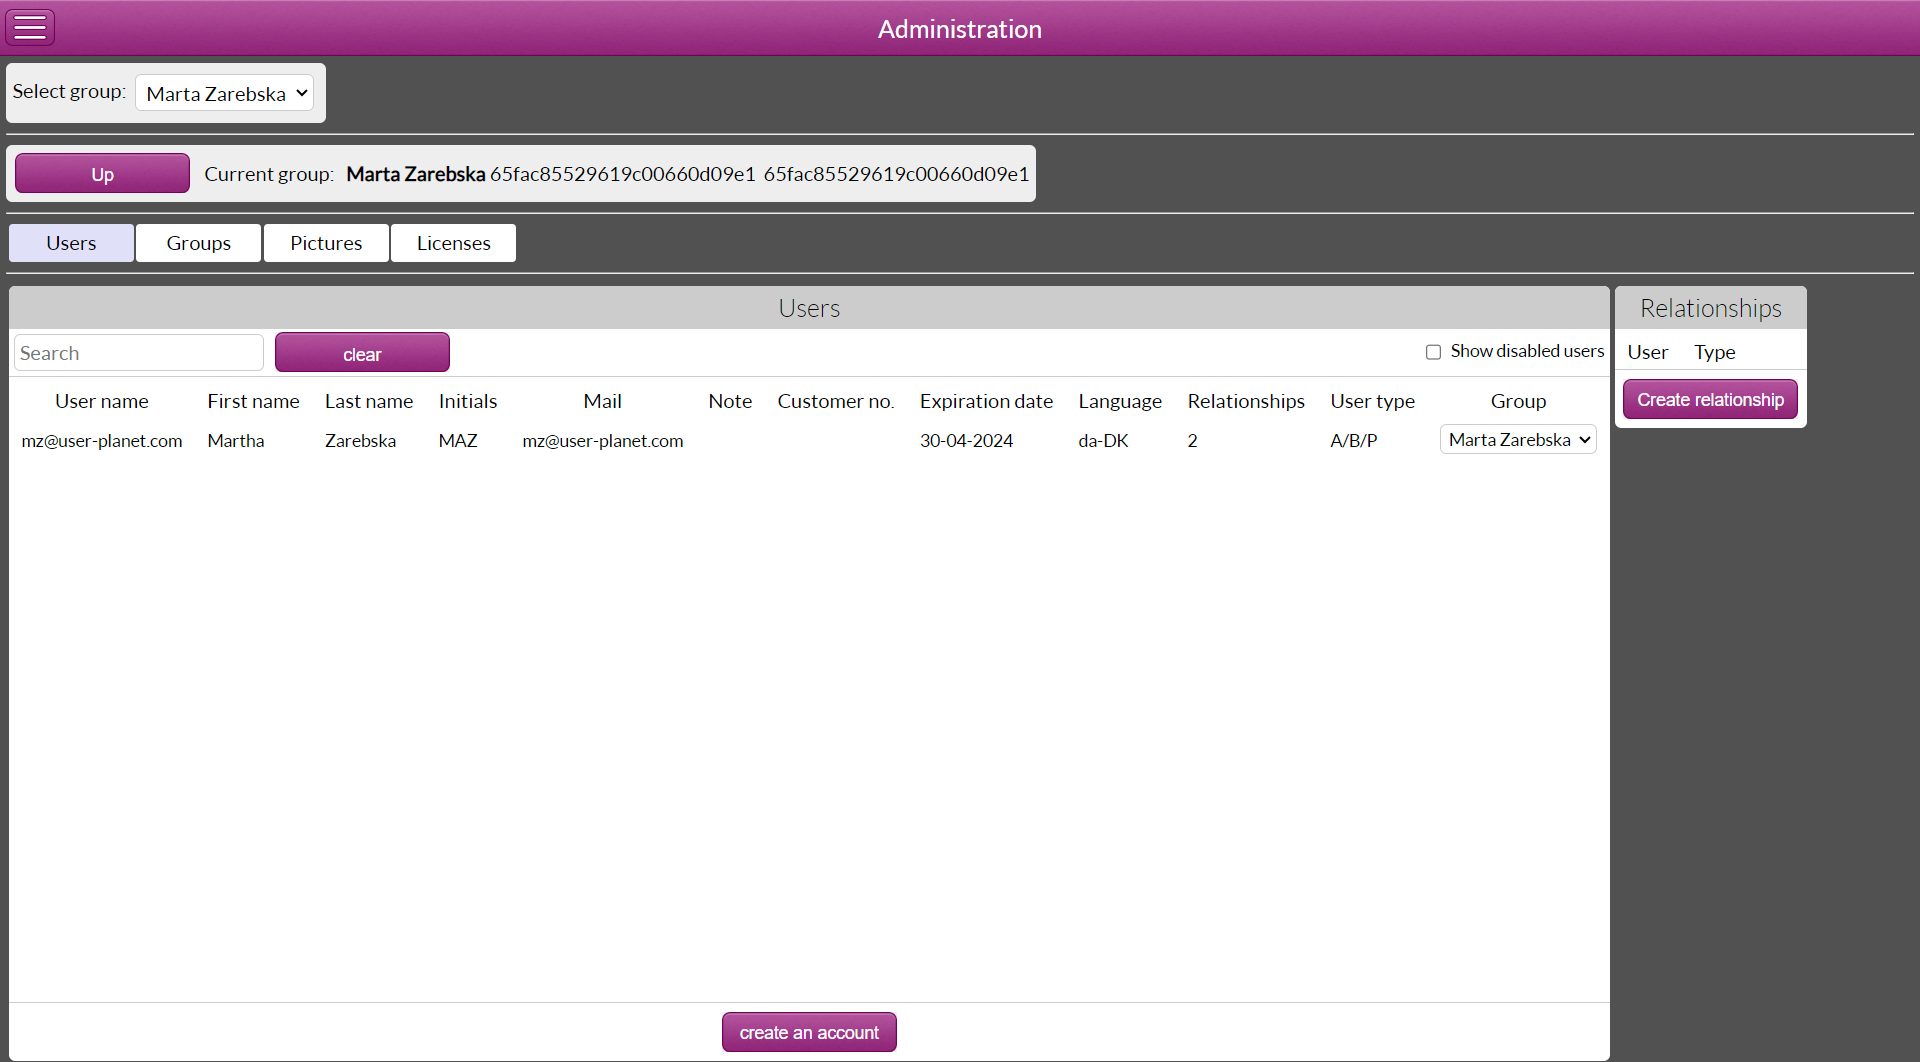 Administration
Select group: Marta Zarebska
Up Current group: Marta Zarebska 65fac85529619c00660d09e1 65fac85529619c00660d09e1
Users Groups Pictures Licenses
Users
Search clear Show disabled users
User name First name Last name Initials Mail Note Customer no. Expiration date Language Relationships User type Group
mz@user-planet.com Martha Zarebska MAZ mz@user-planet.com 30-04-2024 da-DK 2 A/B/P Marta Zarebska
create an account
Relationships
User Type
Create relationship